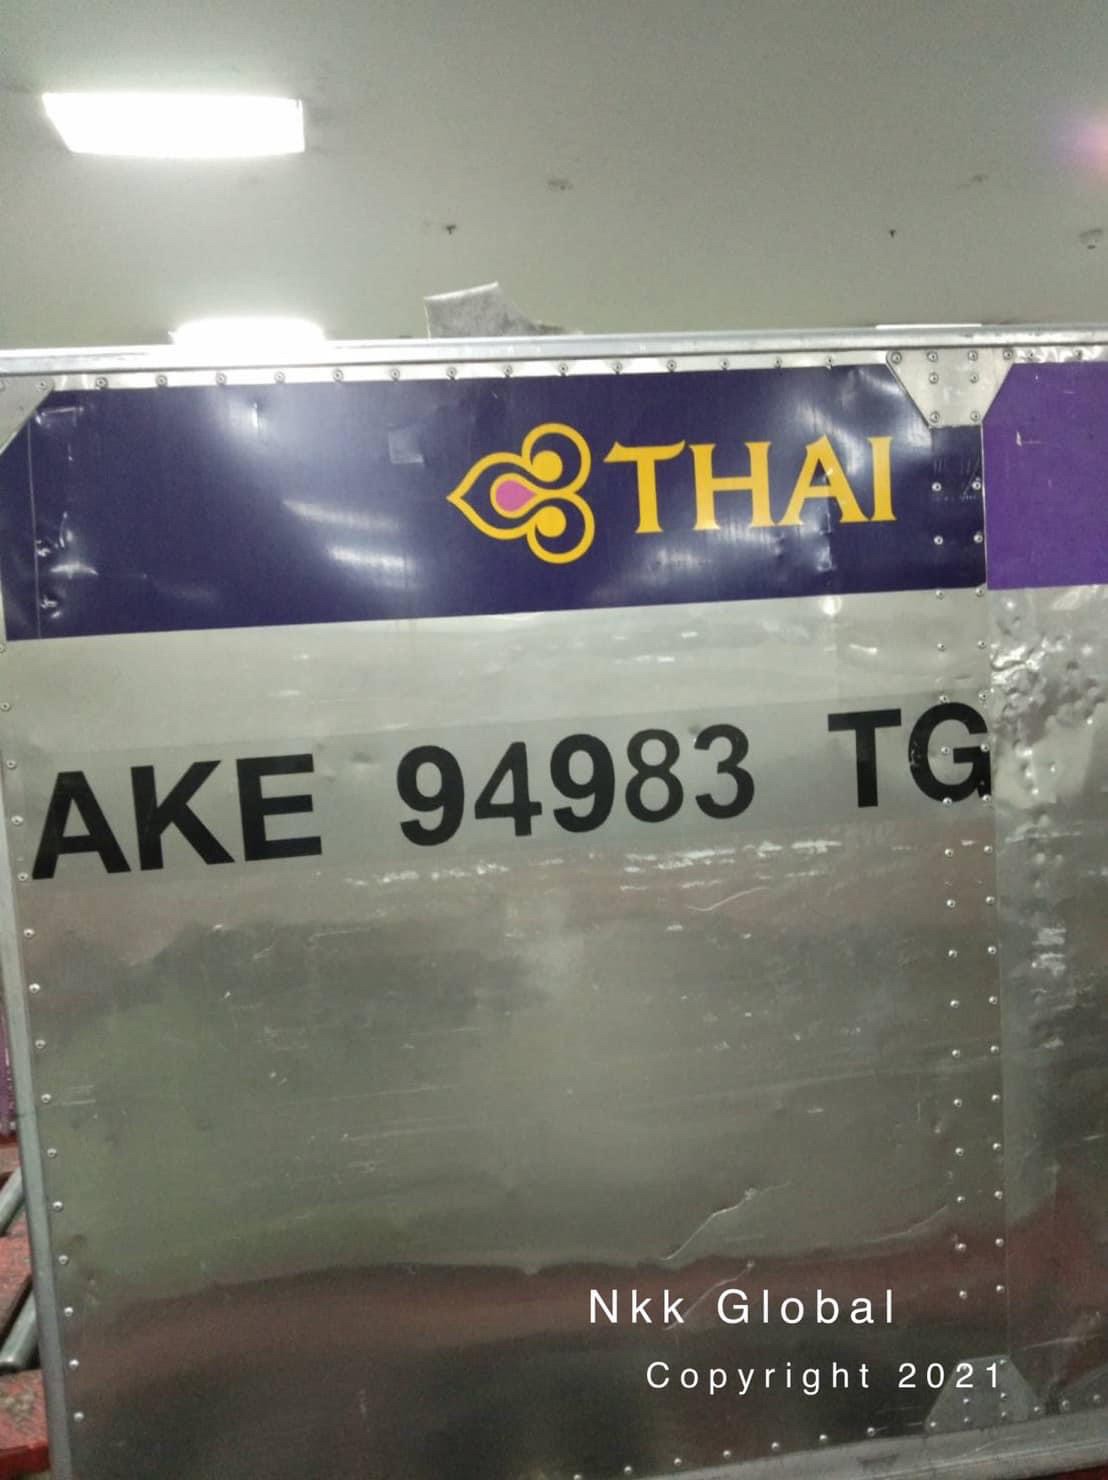 THAI
AKE 94983 TG
Nkk Global
Copyright 2021